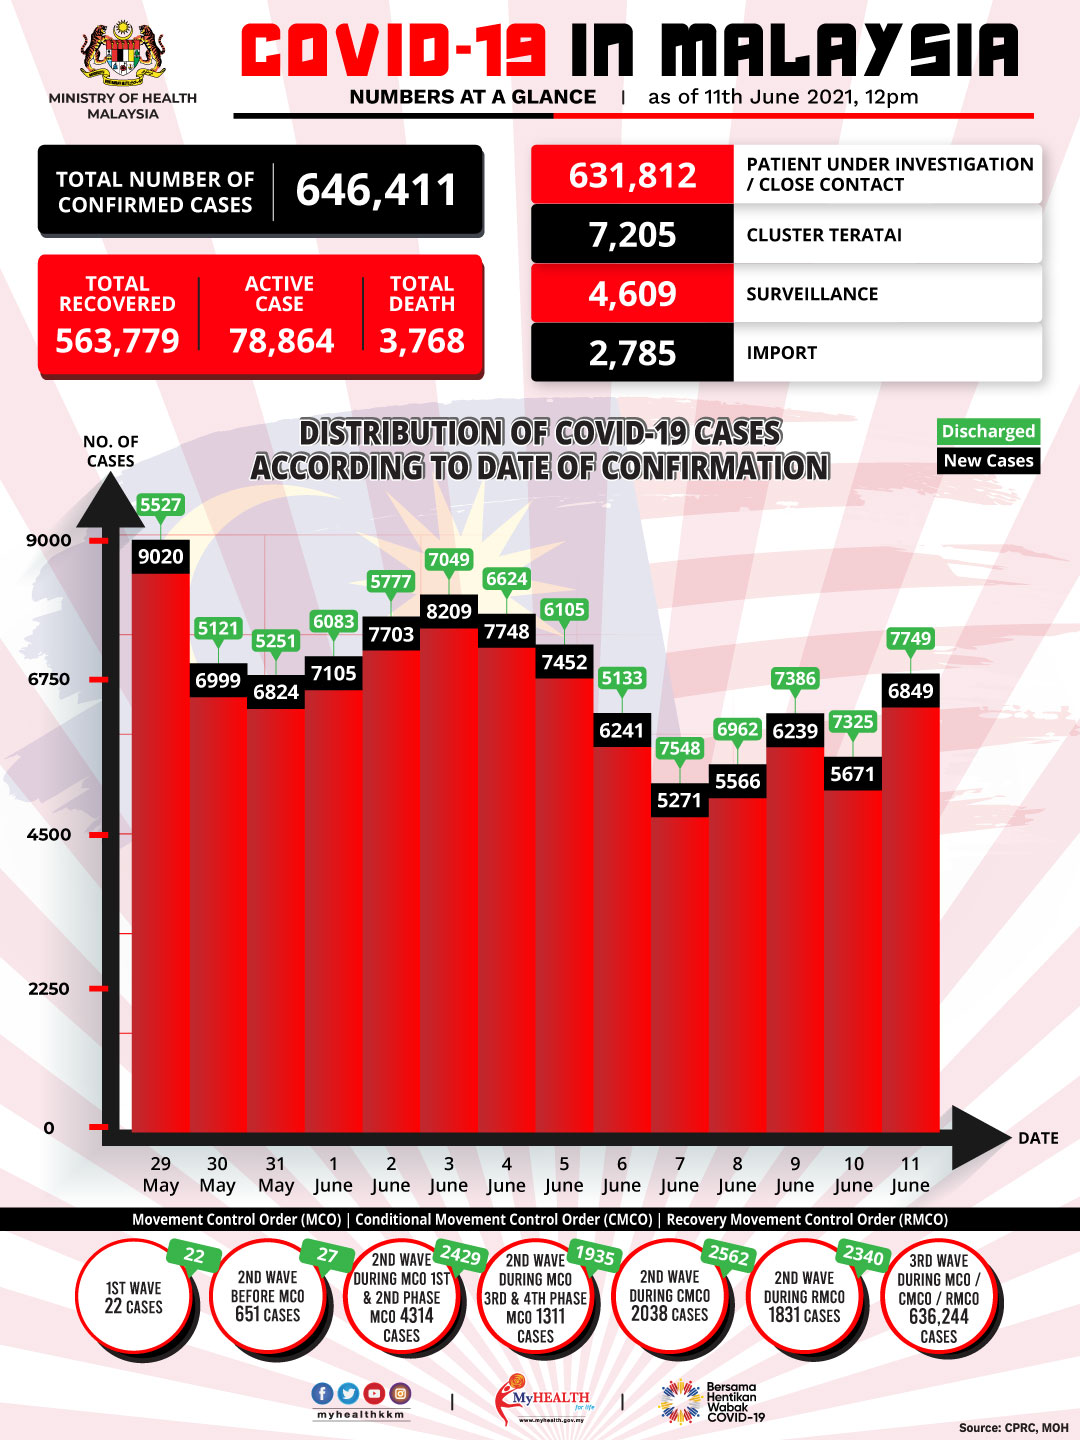 MINISTRY OF HEALTH
MALAYSIA
COVID-19 IN MALAYSIA
NUMBERS AT A GLANCE | as of 11th June 2021, 12pm
TOTAL NUMBER OF
CONFIRMED CASES
646,411
TOTAL
RECOVERED
563,779
ACTIVE
CASE
78,864
TOTAL
DEATH
3,768
631,812
PATIENT UNDER INVESTIGATION
/ CLOSE CONTACT
7,205
CLUSTER TERATAI
4,609
SURVEILLANCE
2,785
IMPORT
DISTRIBUTION OF COVID-19 CASES
ACCORDING TO DATE OF CONFIRMATION
Discharged
New Cases
NO. OF
CASES
9000
6750
4500
2250
0
5527
9020
5121
6999
5251
6824
6083
7105
5777
7703
7049
8209
6624
7748
6105
7452
5133
6241
7548
5271
6962
5566
7386
6239
7325
5671
7749
6849
DATE
29
May
30
May
31
May
1
June
2
June
3
June
4
June
5
June
6
June
7
June
8
June
9
June
10
June
11
June
Movement Control Order (MCO) | Conditional Movement Control Order (CMCO) | Recovery Movement Control Order (RMCO)
22
1ST WAVE
22 CASES
27
2ND WAVE
BEFORE MCO
651 CASES
2429
2ND WAVE
DURING MCO 1ST
& 2ND PHASE
MCO 4314
CASES
1935
2ND WAVE
DURING MCO
3RD & 4TH PHASE
MCO 1311
CASES
2562
2ND WAVE
DURING CMCO
2038 CASES
2340
2ND WAVE
DURING RMCO
1831 CASES
3RD WAVE
DURING MCO /
CMCO / RMCO
636,244
CASES
myhealthkkm
|
MyHEALTH
for life
www.myhealth.gov.my
|
Bersama
Hentikan
Wabak
COVID-19
Source: CPRC, MOH